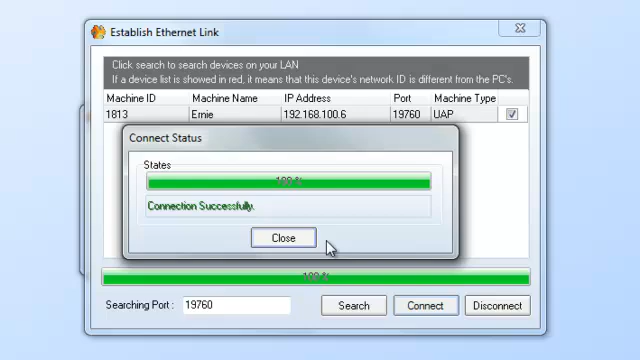 Establish Ethernet Link
Click search to search devices on your LAN
If a device list is showed in red, it means that this device's network ID is different from the PC's.
Machine ID Machine Name IP Address Port Machine Type
1813 Ernie 192.168.100.6 19760 UAP
Connect Status
States
100 %
Connection Successfully.
Close
100 %
Searching Port : 19760 Search Connect Disconnect